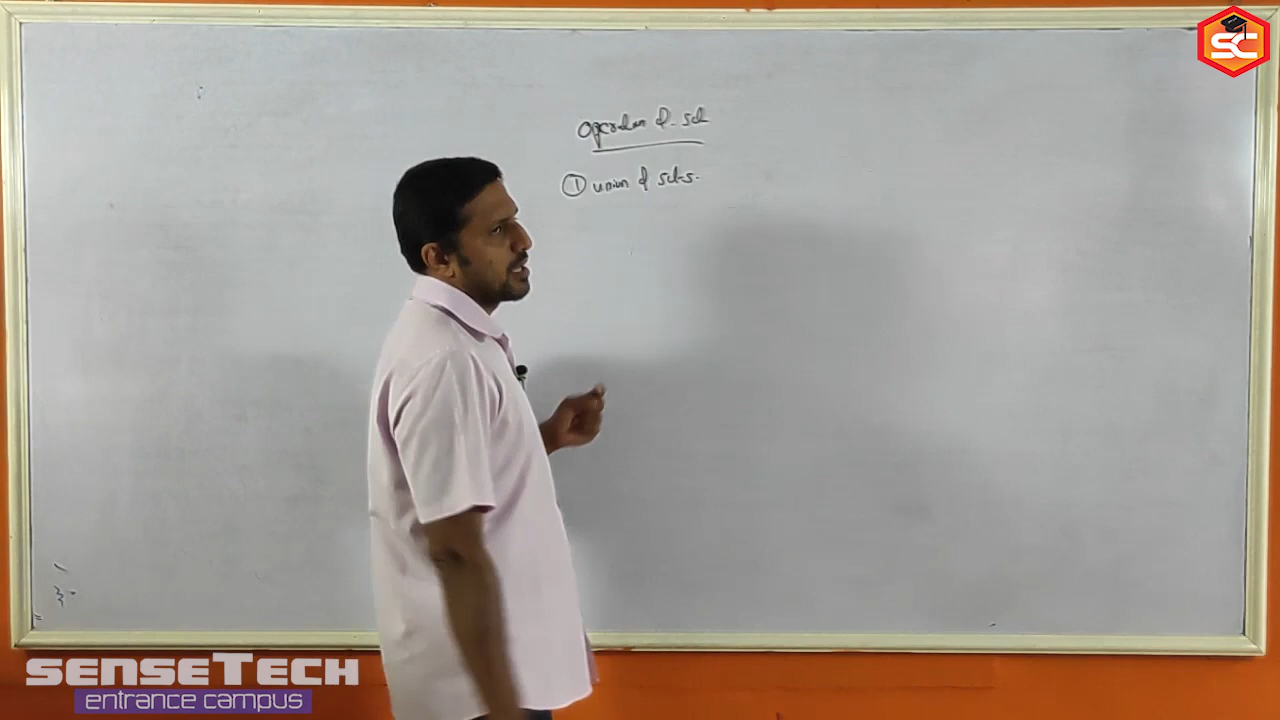 SC
operation of set
① union of sets.
SENSETECH
entrance campus